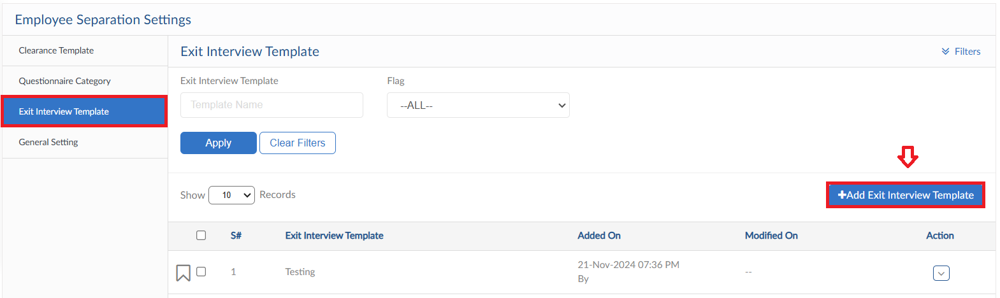 Employee Separation Settings
Clearance Template
Questionnaire Category
Exit Interview Template
General Setting
Exit Interview Template
Filters
Exit Interview Template Flag
Template Name --ALL--
Apply Clear Filters
Show 10 Records
+Add Exit Interview Template
S# Exit Interview Template Added On Modified On Action
1 Testing 21-Nov-2024 07:36 PM --
By